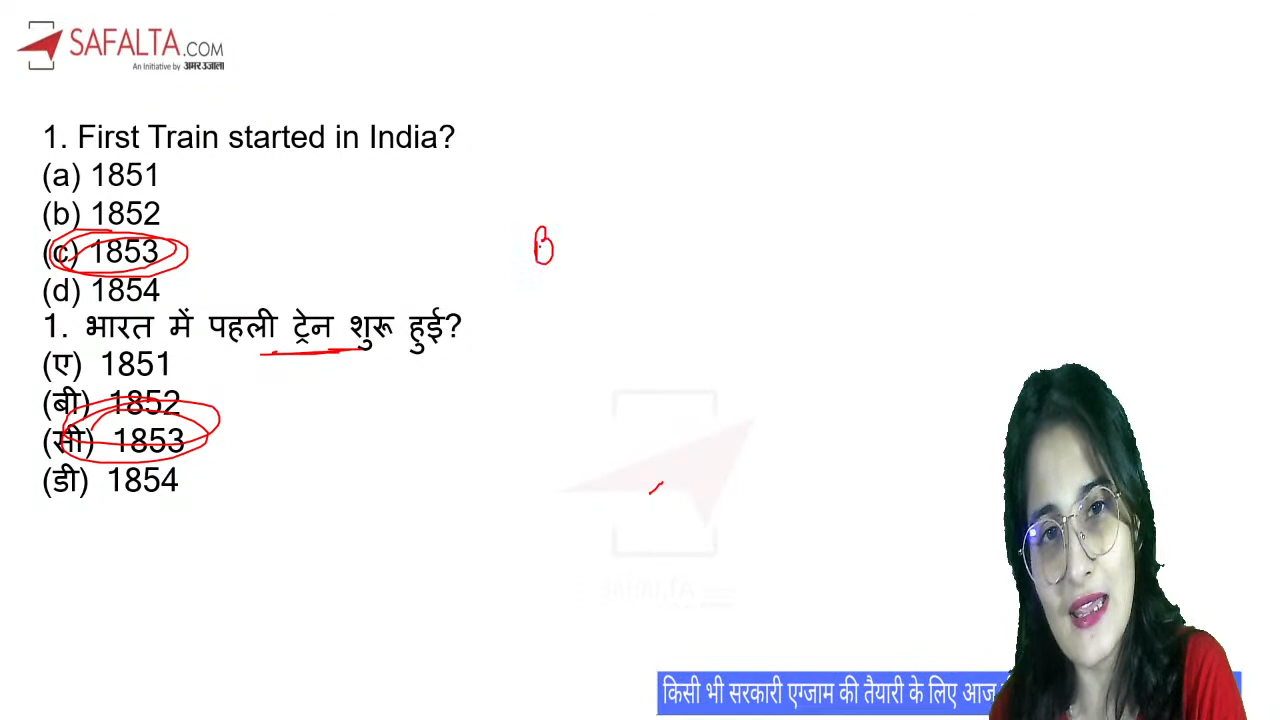 SAFALTA.COM
An Initiative by अमर उजाला
1. First Train started in India?
(a) 1851
(b) 1852
(c) 1853
(d) 1854
B
1. भारत में पहली ट्रेन शुरू हुई?
(ए) 1851
(बी) 1852
(सी) 1853
(डी) 1854
किसी भी सरकारी एग्जाम की तैयारी के लिए आज